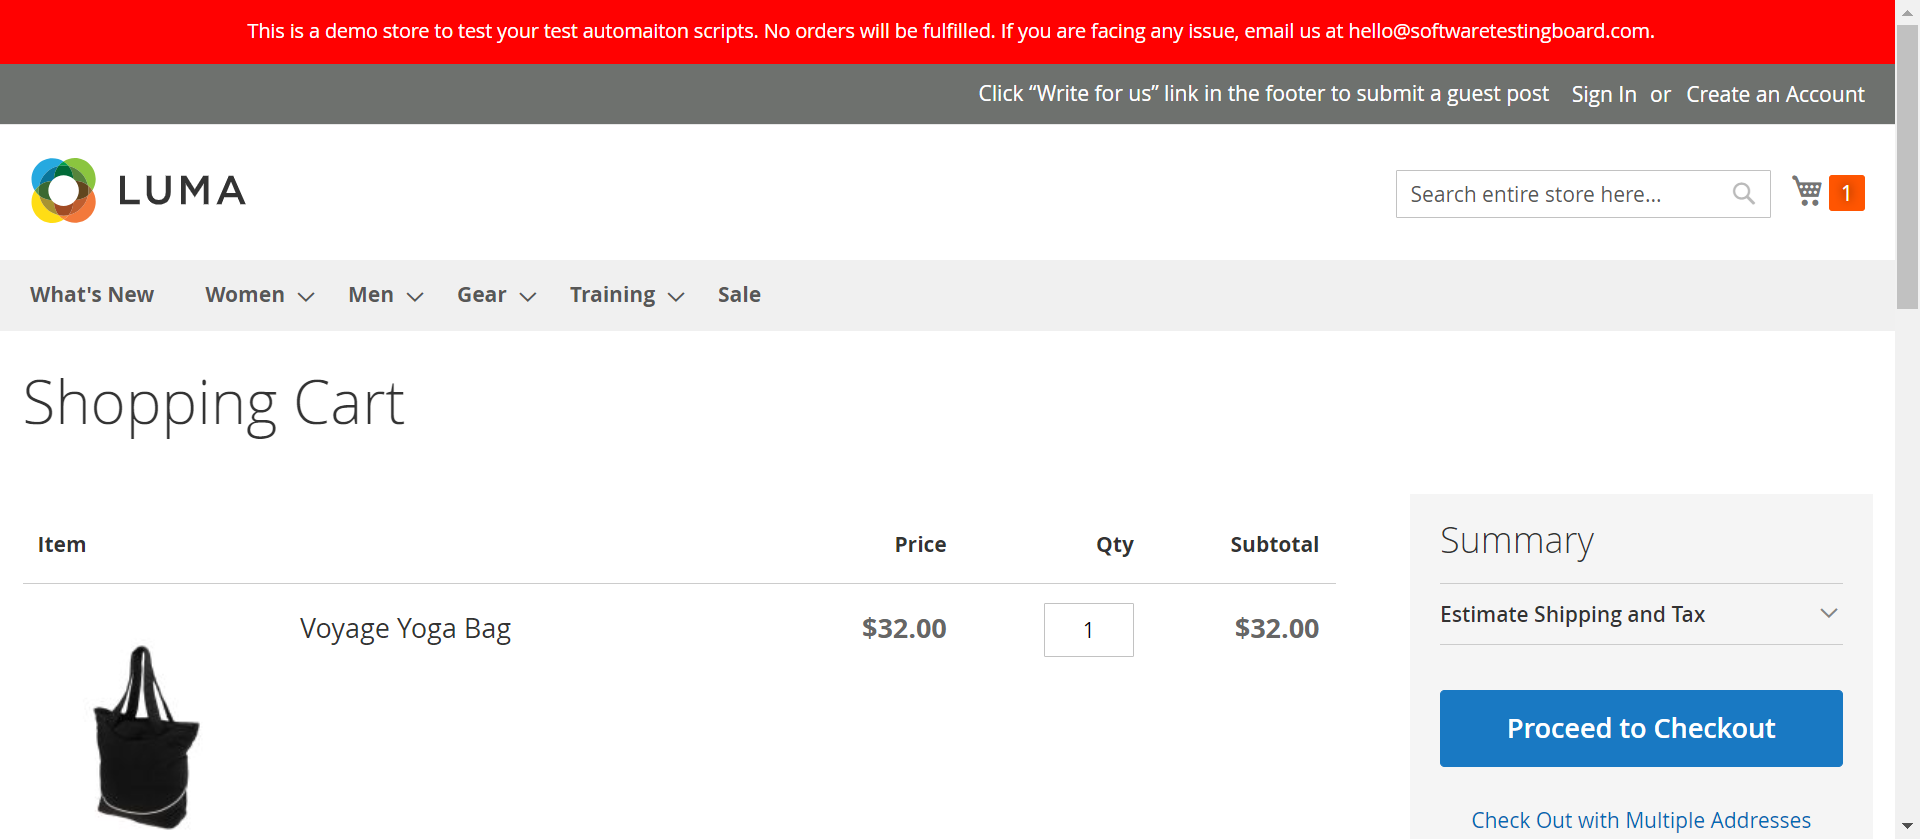 This is a demo store to test your test automaiton scripts. No orders will be fulfilled. If you are facing any issue, email us at hello@softwaretestingboard.com.
Click “Write for us” link in the footer to submit a guest post Sign In or Create an Account
LUMA
Search entire store here...
1
What's New Women Men Gear Training Sale
Shopping Cart
Item Price Qty Subtotal
Voyage Yoga Bag $32.00 1 $32.00
Summary
Estimate Shipping and Tax
Proceed to Checkout
Check Out with Multiple Addresses